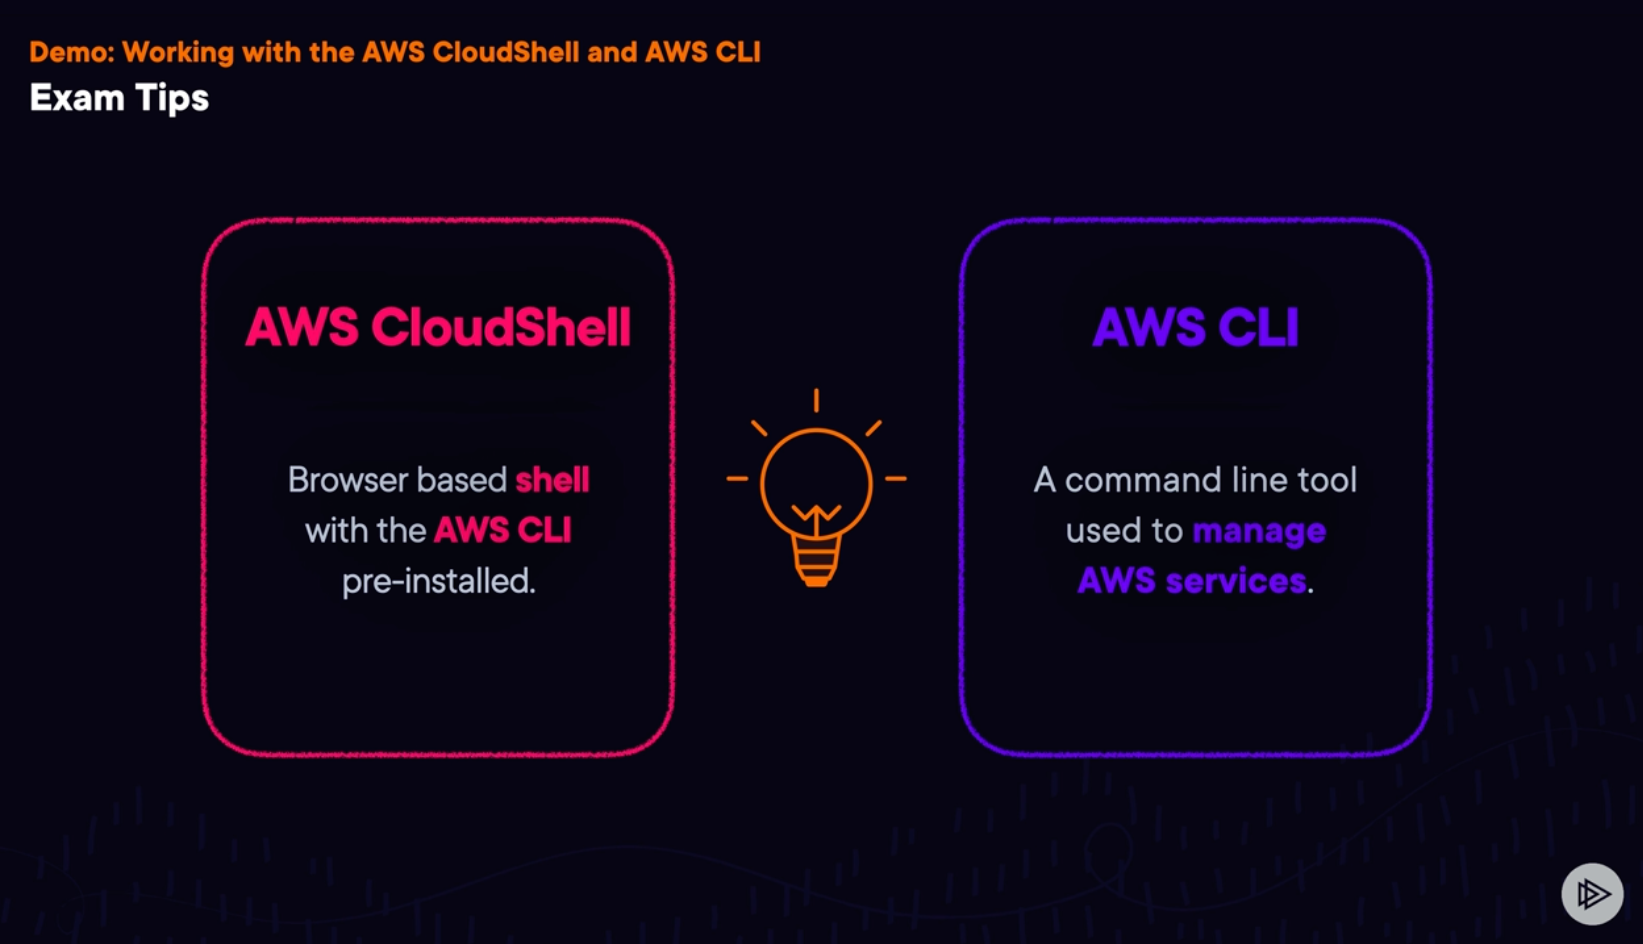 Demo: Working with the AWS CloudShell and AWS CLI
Exam Tips
AWS CloudShell
Browser based shell
with the AWS CLI
pre-installed.
AWS CLI
A command line tool
used to manage
AWS services.